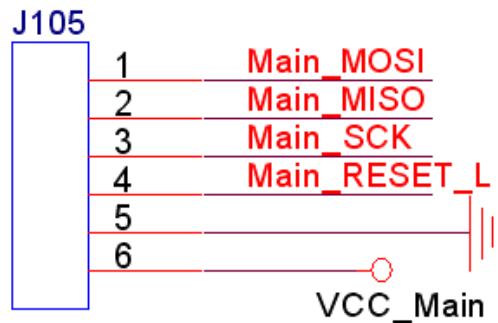 J105
1 Main_MOSI
2 Main_MISO
3 Main_SCK
4 Main_RESET_L
5
6
VCC_Main